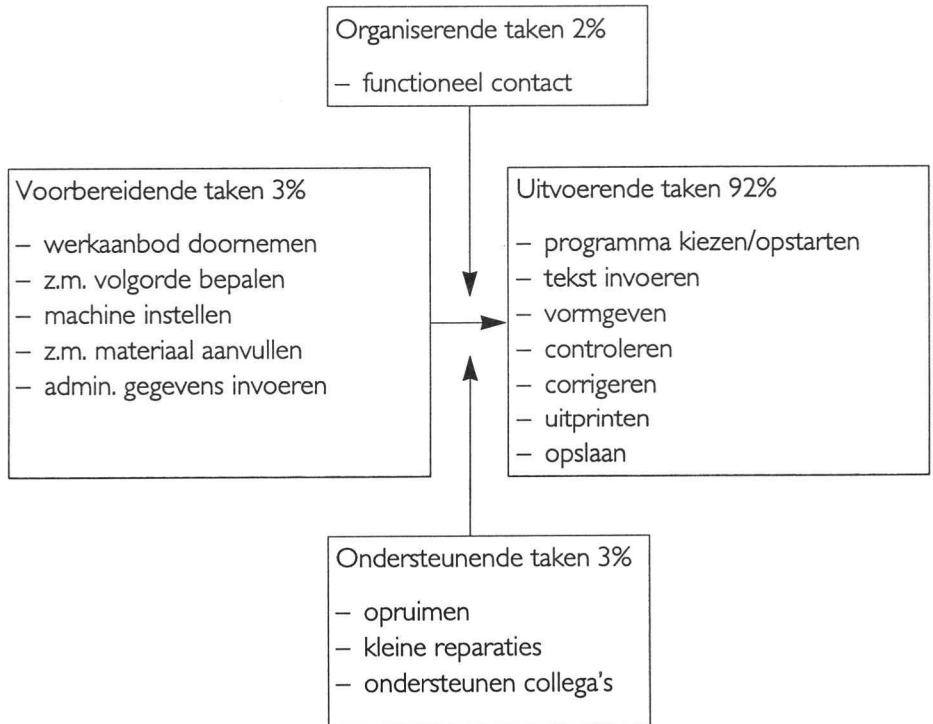 Organiserende taken 2%
– functioneel contact
Voorbereidende taken 3%
– werkaanbod doornemen
– z.m. volgorde bepalen
– machine instellen
– z.m. materiaal aanvullen
– admin. gegevens invoeren
Uitvoerende taken 92%
– programma kiezen/opstarten
– tekst invoeren
– vormgeven
– controleren
– corrigeren
– uitprinten
– opslaan
Ondersteunende taken 3%
– opruimen
– kleine reparaties
– ondersteunen collega's